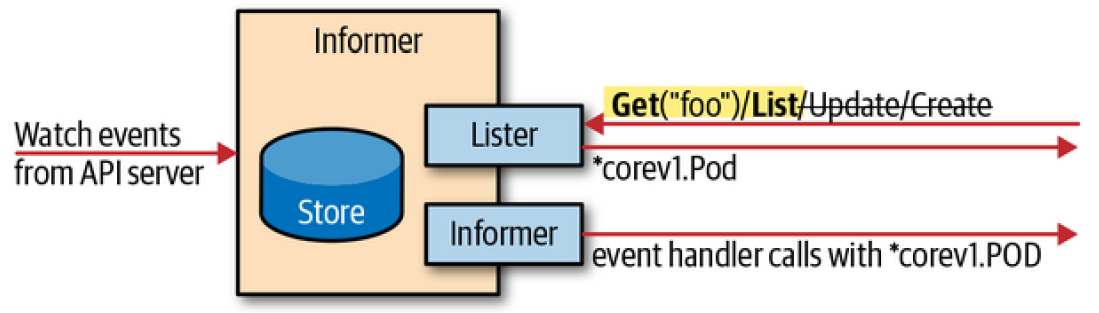 Informer
Watch events
from API server
Store
Lister
Get("foo")/List/Update/Create
*corev1.Pod
Informer
event handler calls with *corev1.POD